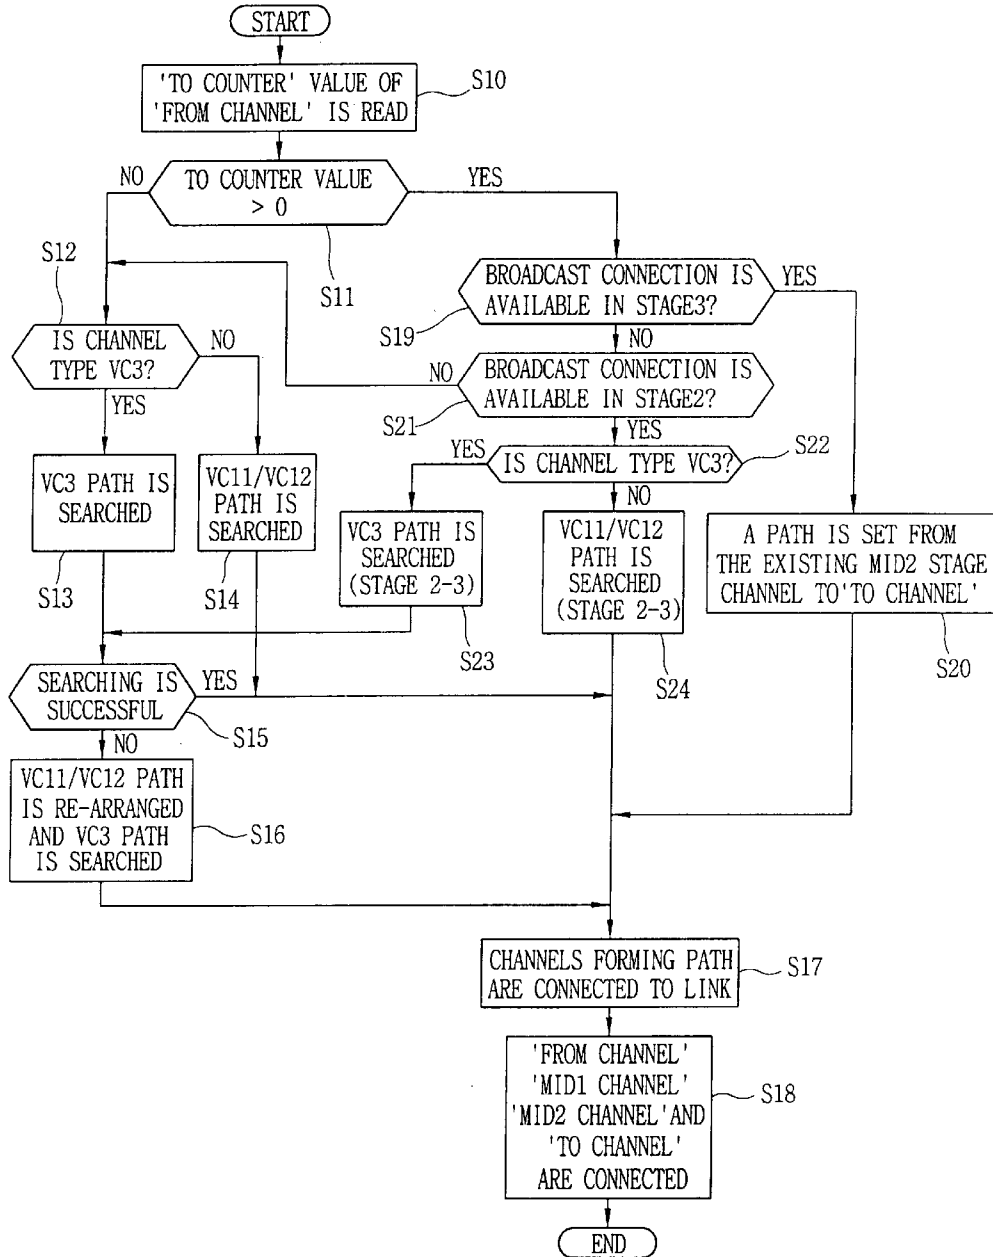 START
'TO COUNTER' VALUE OF
'FROM CHANNEL' IS READ
S10
NO
TO COUNTER VALUE
> 0
YES
S11
S12
BROADCAST CONNECTION IS
AVAILABLE IN STAGE3?
YES
S19
NO
IS CHANNEL
TYPE VC3?
NO
YES
NO
BROADCAST CONNECTION IS
AVAILABLE IN STAGE2?
S21
YES
YES
IS CHANNEL TYPE VC3?
S22
NO
VC3 PATH IS
SEARCHED
S13
VC11/VC12
PATH IS
SEARCHED
S14
VC3 PATH IS
SEARCHED
(STAGE 2-3)
S23
VC11/VC12
PATH IS
SEARCHED
(STAGE 2-3)
S24
A PATH IS SET FROM
THE EXISTING MID2 STAGE
CHANNEL TO'TO CHANNEL'
S20
SEARCHING IS
SUCCESSFUL
YES
S15
NO
VC11/VC12 PATH
IS RE-ARRANGED
AND VC3 PATH
IS SEARCHED
S16
CHANNELS FORMING PATH
ARE CONNECTED TO LINK
S17
'FROM CHANNEL'
'MID1 CHANNEL'
'MID2 CHANNEL'AND
'TO CHANNEL'
ARE CONNECTED
S18
END